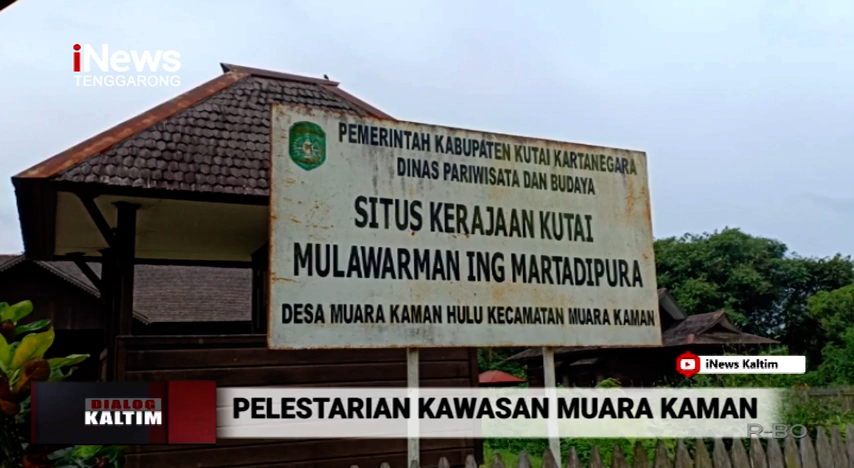 iNews
TENGGARONG
PEMERINTAH KABUPATEN KUTAI KARTANEGARA
DINAS PARIWISATA DAN BUDAYA
SITUS KERAJAAN KUTAI
MULAWARMAN ING MARTADIPURA
DESA MUARA KAMAN HULU KECAMATAN MUARA KAMAN
iNews Kaltim
DIALOG
KALTIM
PELESTARIAN KAWASAN MUARA KAMAN
R-BO